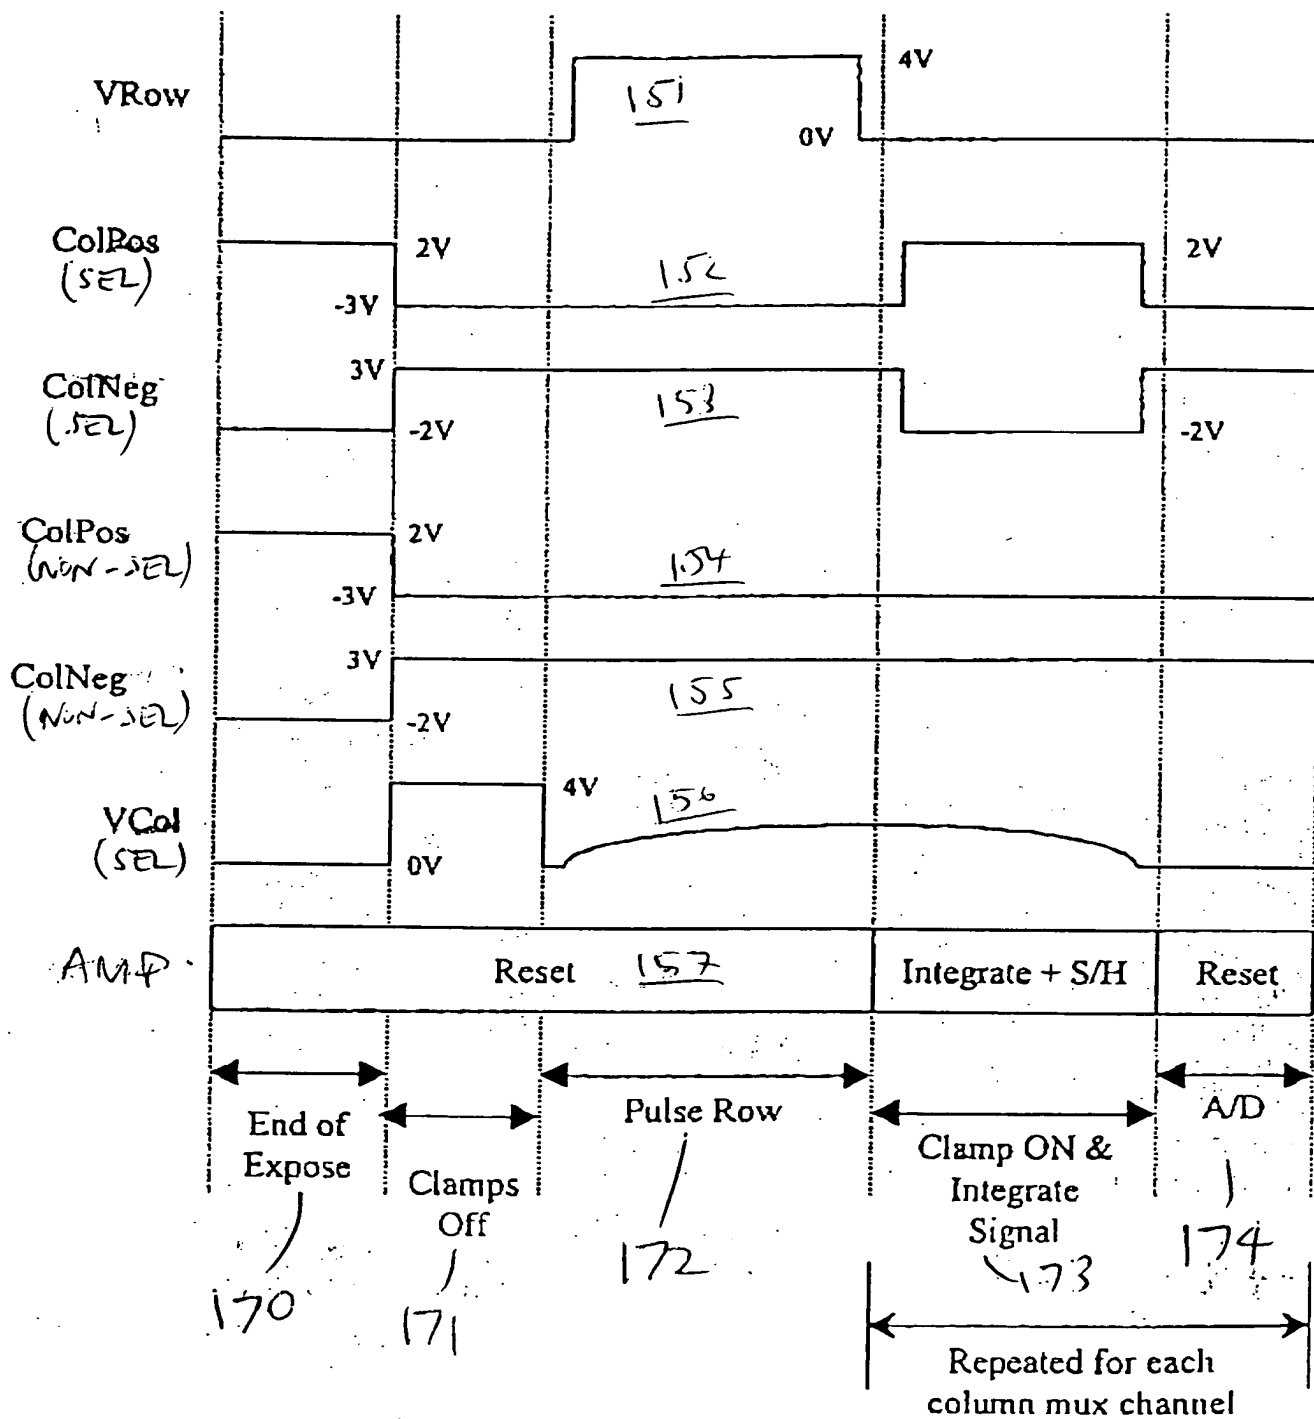 VRow
151
4V
0V
ColPos
(SEL)
2V
-3V
152
2V
ColNeg
(SEL)
3V
-2V
153
-2V
ColPos
(NON-SEL)
2V
-3V
154
ColNeg
(NON-SEL)
3V
-2V
155
VCol
(SEL)
4V
0V
156
AMP
Reset 157
Integrate + S/H
Reset
End of
Expose
170
Clamps
Off
171
Pulse Row
172
Clamp ON &
Integrate
Signal
173
A/D
174
Repeated for each
column mux channel